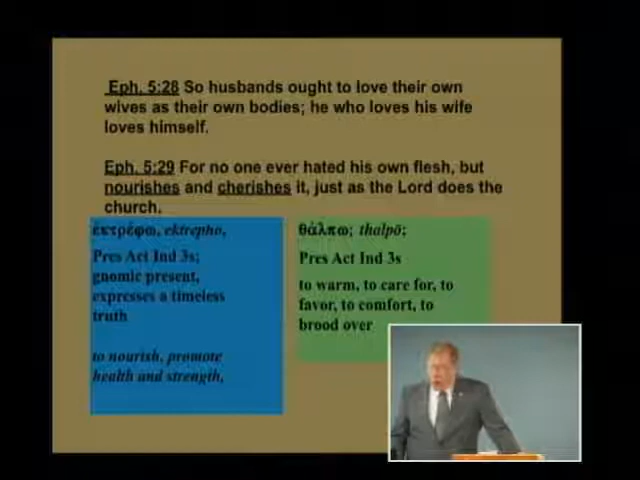 Eph. 5:28 So husbands ought to love their own
wives as their own bodies; he who loves his wife
loves himself.
Eph. 5:29 For no one ever hated his own flesh, but
nourishes and cherishes it, just as the Lord does the
church.
ἐκτρέφω, ektrepho,
Pres Act Ind 3s;
gnomic present,
expresses a timeless
truth
to nourish, promote
health and strength,
θάλπω; thalpō;
Pres Act Ind 3s
to warm, to care for, to
favor, to comfort, to
brood over